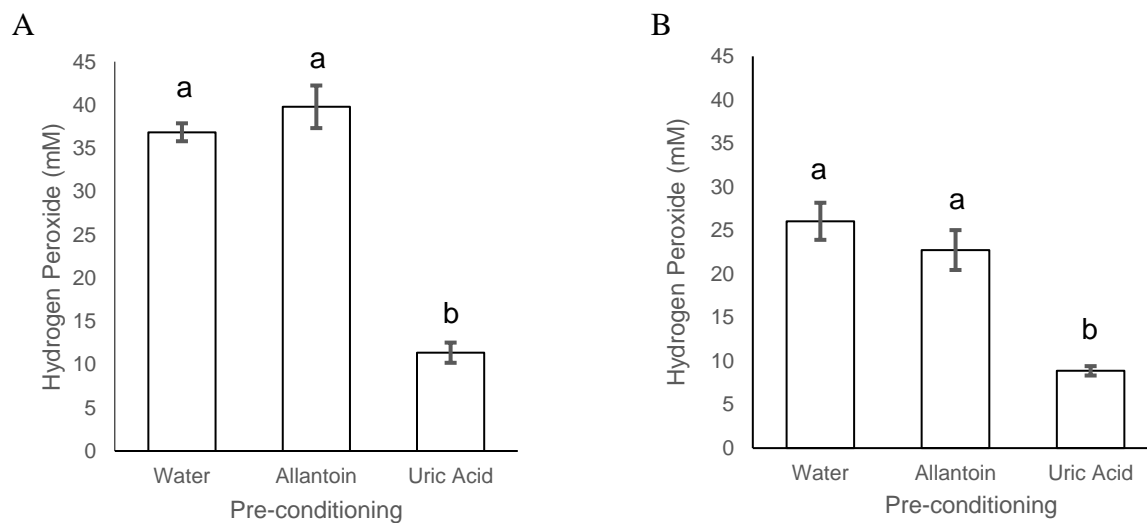 A
Hydrogen Peroxide (mM)
45
40
35
30
25
20
15
10
5
0
a
a
b
Water Allantoin Uric Acid
Pre-conditioning
B
Hydrogen Peroxide (mM)
45
40
35
30
25
20
15
10
5
0
a
a
b
Water Allantoin Uric Acid
Pre-conditioning